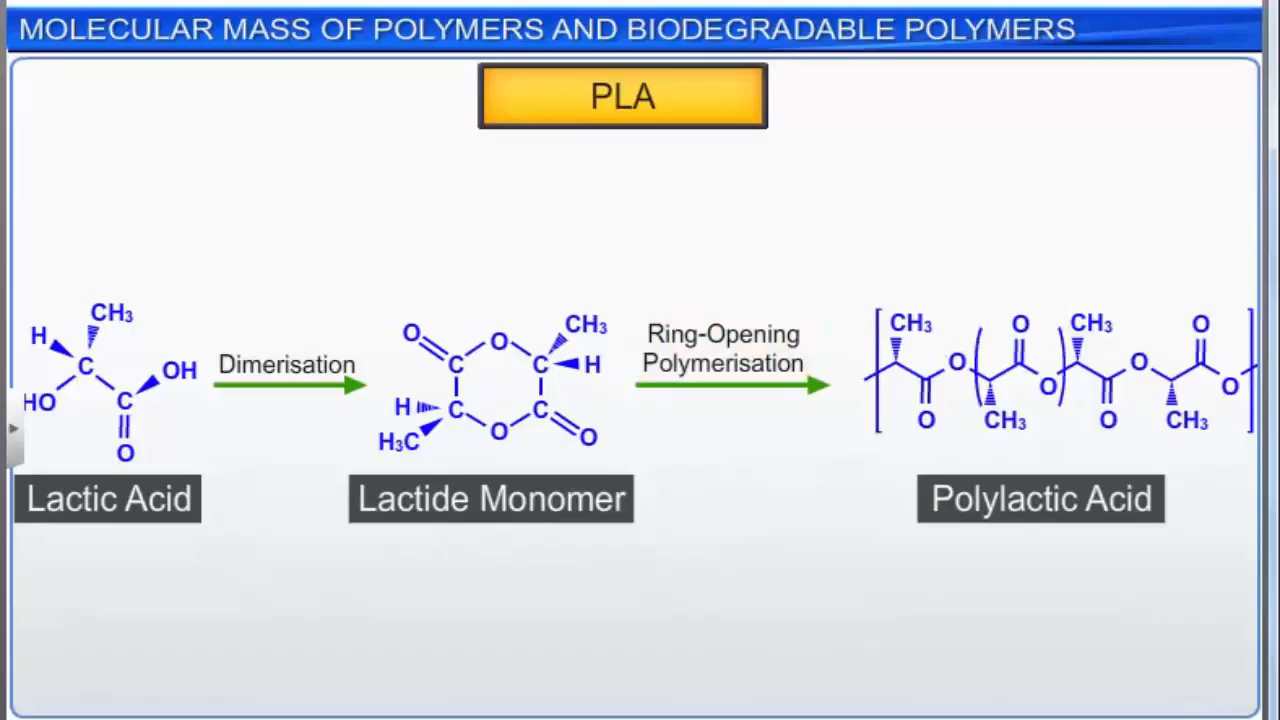 MOLECULAR MASS OF POLYMERS AND BIODEGRADABLE POLYMERS
PLA
CH₃
H
C
OH
HO
C
O
Lactic Acid
Dimerisation
O
O
CH₃
C
C
H
H
C
C
H₃C
O
O
Lactide Monomer
Ring-Opening
Polymerisation
CH₃
O
CH₃
O
O
O
O
O
O
CH₃
O
CH₃
Polylactic Acid